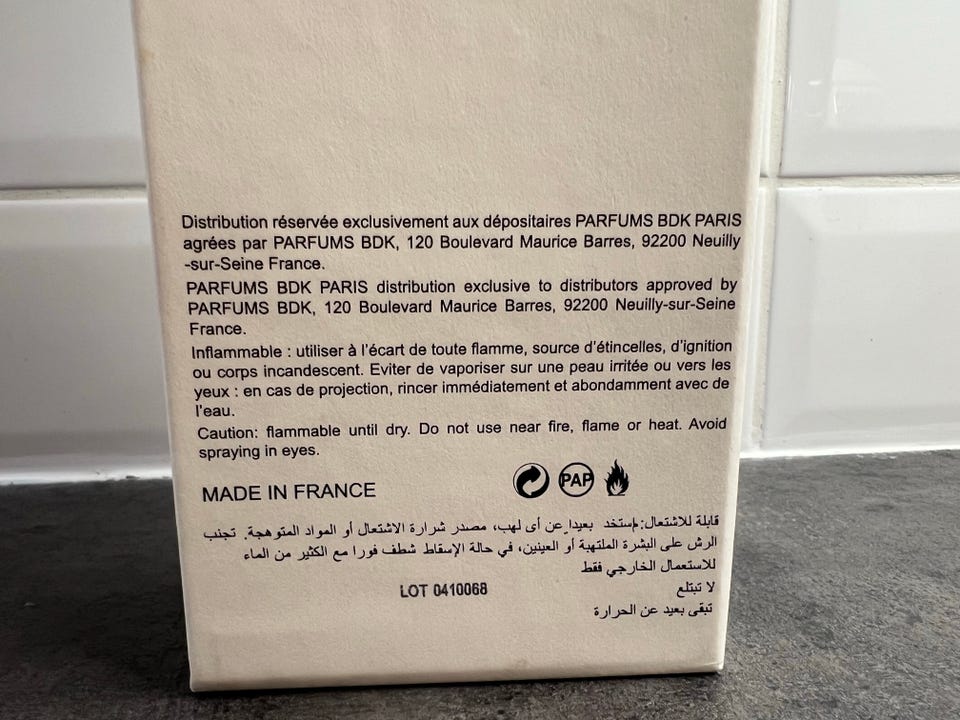 Distribution réservée exclusivement aux dépositaires PARFUMS BDK PARIS
agrées par PARFUMS BDK, 120 Boulevard Maurice Barres, 92200 Neuilly
-sur-Seine France.
PARFUMS BDK PARIS distribution exclusive to distributors approved by
PARFUMS BDK, 120 Boulevard Maurice Barres, 92200 Neuilly-sur-Seine
France.
Inflammable : utiliser à l'écart de toute flamme, source d'étincelles, d'ignition
ou corps incandescent. Eviter de vaporiser sur une peau irritée ou vers les
yeux : en cas de projection, rincer immédiatement et abondamment avec de
l'eau.
Caution: flammable until dry. Do not use near fire, flame or heat. Avoid
spraying in eyes.
MADE IN FRANCE
PAP
قابلة للاشتعال: إستخد بعيدا عن أى لهب، مصدر شرارة الاشتعال أو المواد المتوهجة. تجنب
الرش على البشرة الملتهبة أو العينين، في حالة الإسقاط شطف فورا مع الكثير من الماء
للاستعمال الخارجي فقط
لا تبتلع
تبقى بعيد عن الحرارة
LOT 0410068